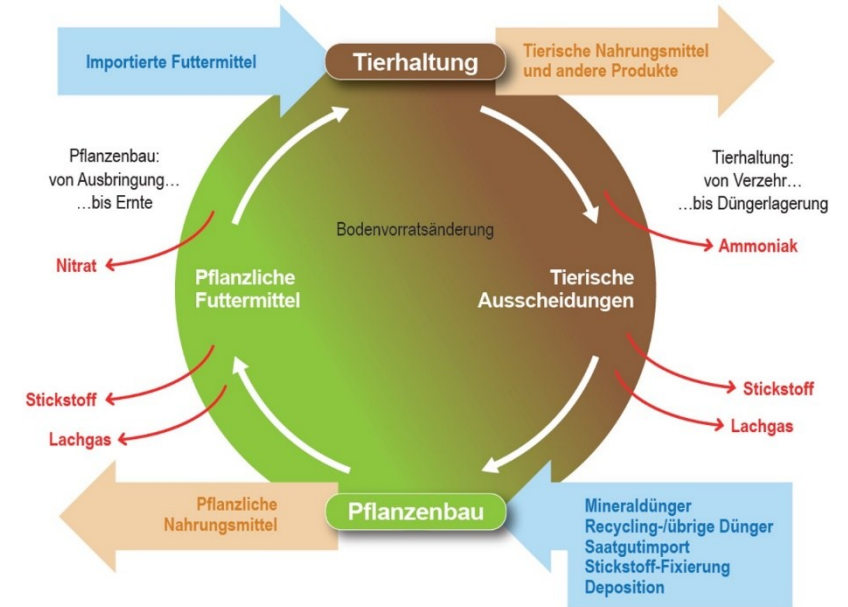 Importierte Futtermittel
Tierhaltung
Tierische Nahrungsmittel
und andere Produkte
Pflanzenbau:
von Ausbringung…
…bis Ernte
Tierhaltung:
von Verzehr…
…bis Düngerlagerung
Bodenvorratsänderung
Nitrat
Ammoniak
Pflanzliche
Futtermittel
Tierische
Ausscheidungen
Stickstoff
Lachgas
Stickstoff
Lachgas
Pflanzliche
Nahrungsmittel
Pflanzenbau
Mineraldünger
Recycling-/übrige Dünger
Saatgutimport
Stickstoff-Fixierung
Deposition